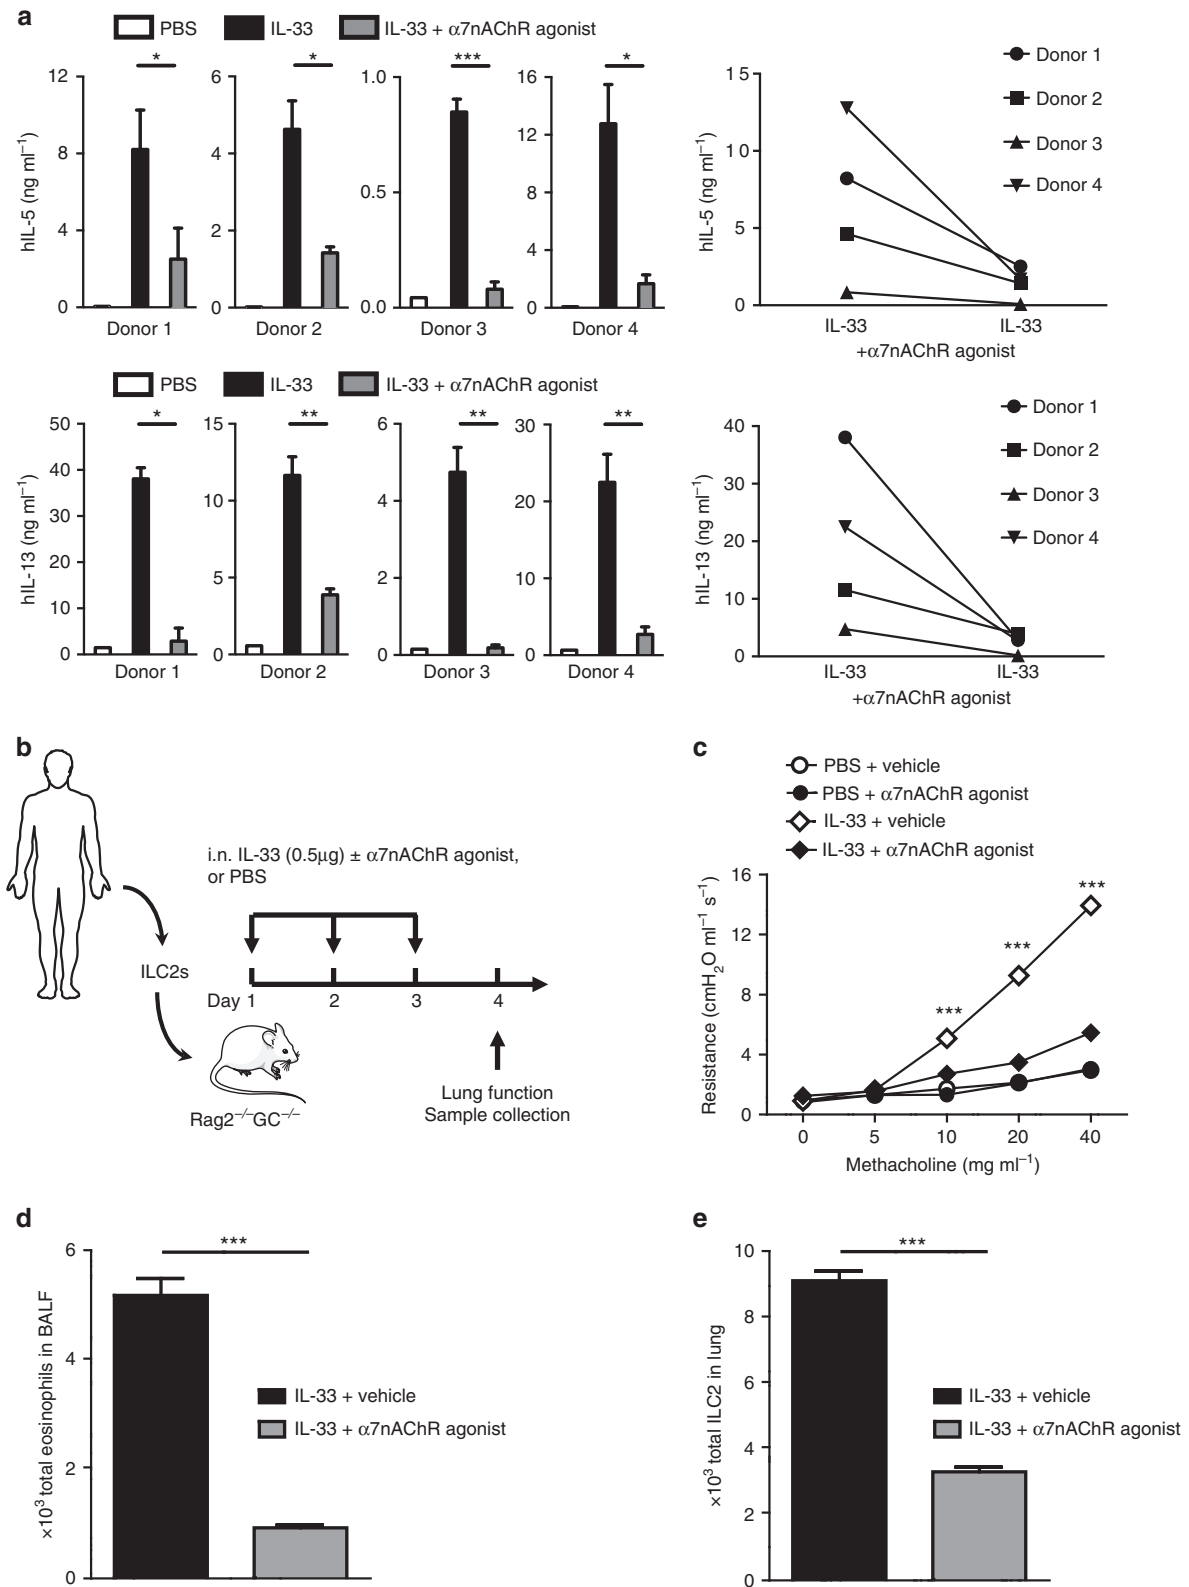 a
PBS IL-33 IL-33 + α7nAChR agonist
* * *** *
hIL-5 (ng ml⁻¹)
12 8 4 0
6 4 2 0
1.0 0.5 0.0
16 12 8 4 0
Donor 1 Donor 2 Donor 3 Donor 4
Donor 1
Donor 2
Donor 3
Donor 4
hIL-5 (ng ml⁻¹)
15
10
5
0
IL-33 IL-33
+α7nAChR agonist
PBS IL-33 IL-33 + α7nAChR agonist
* ** ** **
hIL-13 (ng ml⁻¹)
50 40 30 20 10 0
15 10 5 0
6 4 2 0
30 20 10 0
Donor 1 Donor 2 Donor 3 Donor 4
Donor 1
Donor 2
Donor 3
Donor 4
hIL-13 (ng ml⁻¹)
40
30
20
10
0
IL-33 IL-33
+α7nAChR agonist
b
i.n. IL-33 (0.5μg) ± α7nAChR agonist,
or PBS
ILC2s
Day 1 2 3 4
Rag2⁻/⁻GC⁻/⁻
Lung function
Sample collection
c
PBS + vehicle
PBS + α7nAChR agonist
IL-33 + vehicle
IL-33 + α7nAChR agonist
Resistance (cmH₂O ml⁻¹ s⁻¹)
16
12
8
4
0
*** *** ***
0 5 10 20 40
Methacholine (mg ml⁻¹)
d
×10³ total eosinophils in BALF
6
4
2
0
***
IL-33 + vehicle
IL-33 + α7nAChR agonist
e
×10³ total ILC2 in lung
10
8
6
4
2
0
***
IL-33 + vehicle
IL-33 + α7nAChR agonist